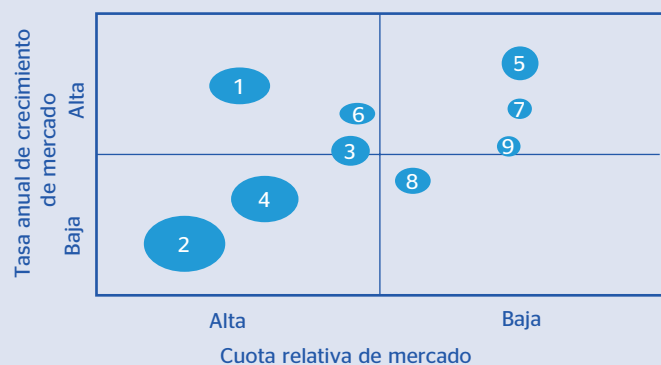 Tasa anual de crecimiento
de mercado
Alta
Baja
1
5
6
7
3
9
8
4
2
Alta
Baja
Cuota relativa de mercado